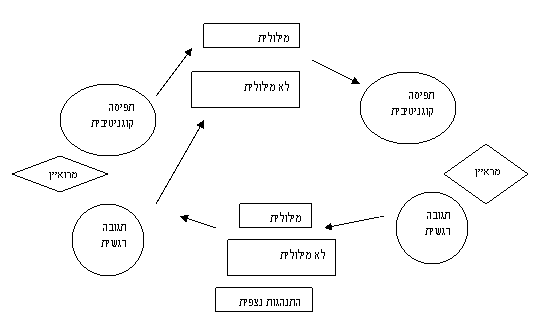 מילולית
לא מילולית
תפיסה
קוגניטיבית
תפיסה
קוגניטיבית
מרואיין
מראיין
תגובה
רגשית
תגובה
רגשית
מילולית
לא מילולית
התנהגות נצפית